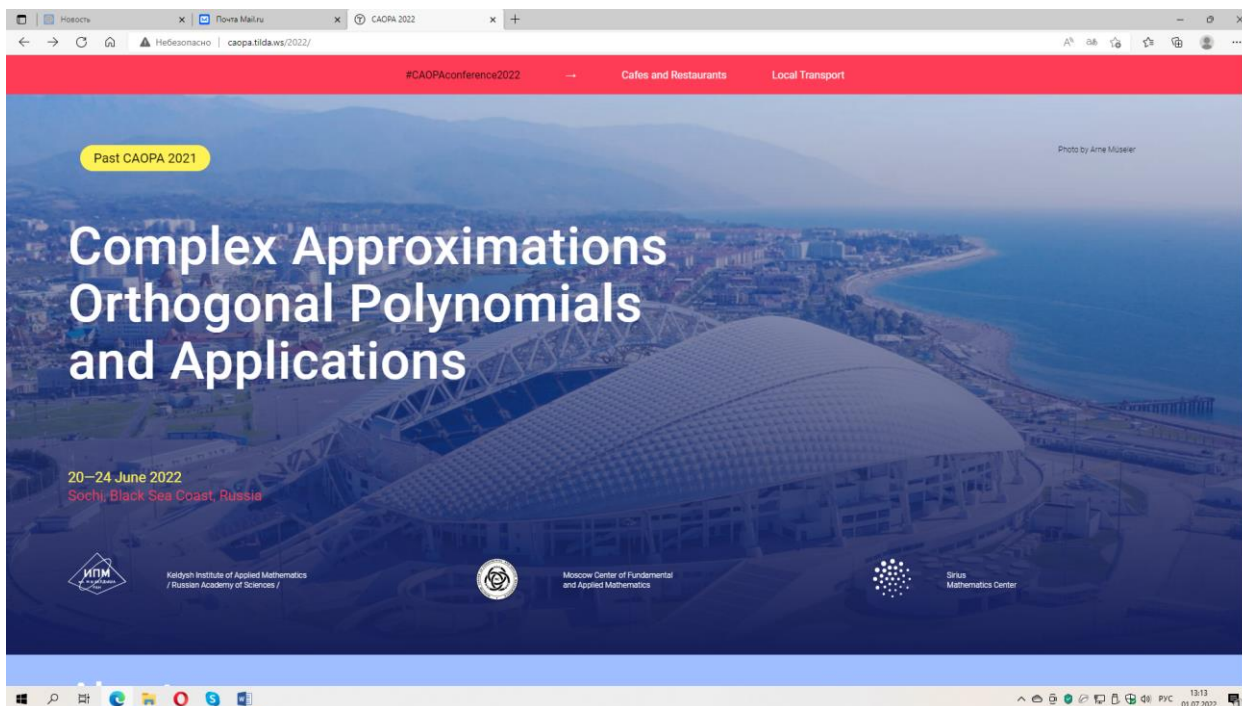 Новость
Почта Mail.ru
CAOPA 2022
Небезопасно
caopa.tilda.ws/2022/
#CAOPAconference2022 → Cafes and Restaurants Local Transport
Past CAOPA 2021
Photo by Arne Müseler
Complex Approximations
Orthogonal Polynomials
and Applications
20—24 June 2022
Sochi, Black Sea Coast, Russia
ИПМ
Keldysh Institute of Applied Mathematics
/ Russian Academy of Sciences /
Moscow Center of Fundamental
and Applied Mathematics
Sirius
Mathematics Center
РУС
13:13
01.07.2022